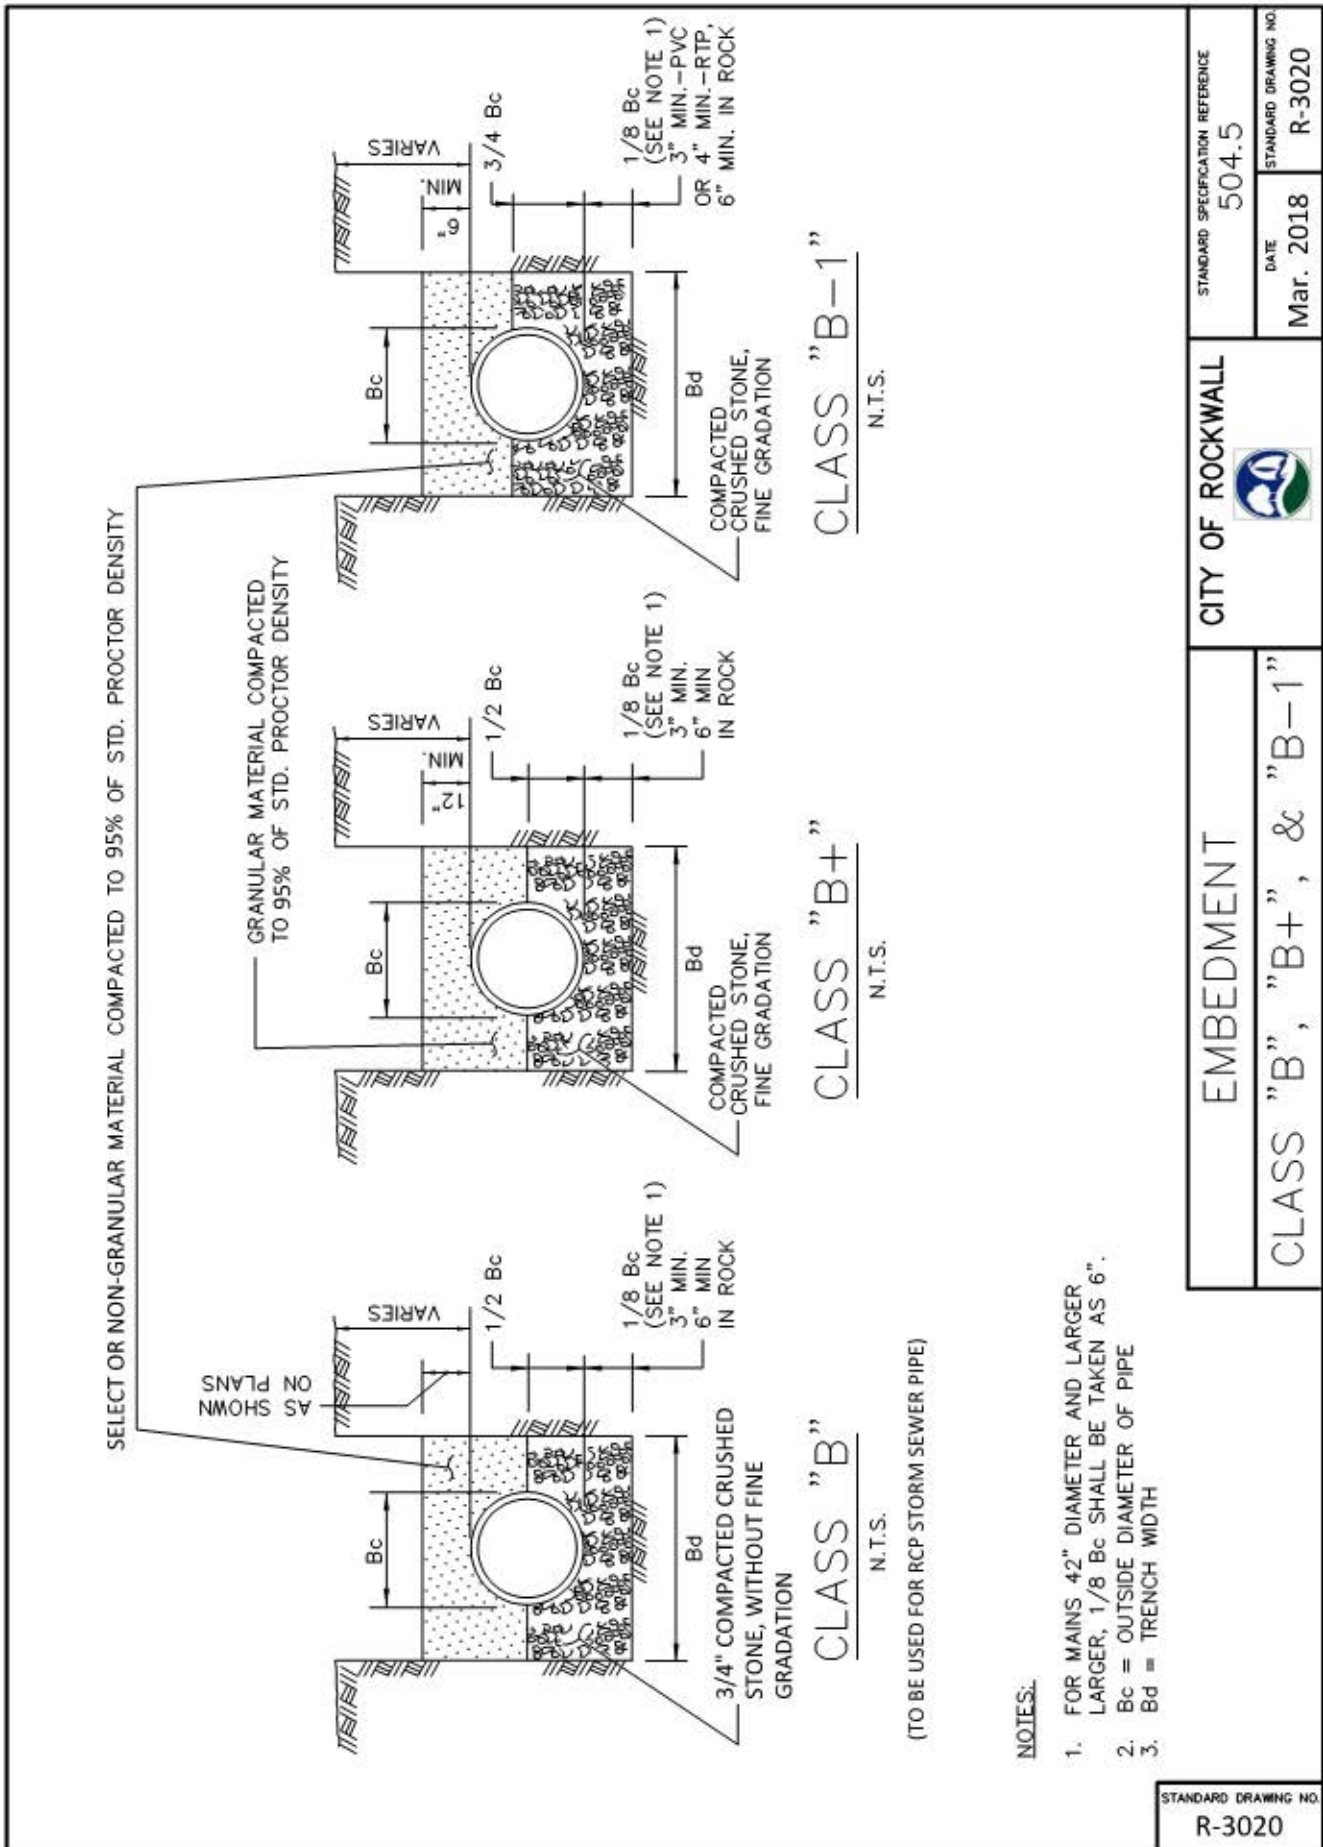 SELECT OR NON-GRANULAR MATERIAL COMPACTED TO 95% OF STD. PROCTOR DENSITY
GRANULAR MATERIAL COMPACTED
TO 95% OF STD. PROCTOR DENSITY
AS SHOWN
ON PLANS
VARIES
Bc
1/2 Bc
1/8 Bc
(SEE NOTE 1)
3" MIN.
6" MIN
IN ROCK
Bd
3/4" COMPACTED CRUSHED
STONE, WITHOUT FINE
GRADATION
CLASS "B"
N.T.S.
(TO BE USED FOR RCP STORM SEWER PIPE)
VARIES
12"
MIN.
Bc
1/2 Bc
1/8 Bc
(SEE NOTE 1)
3" MIN.
6" MIN
IN ROCK
Bd
COMPACTED
CRUSHED STONE,
FINE GRADATION
CLASS "B+"
N.T.S.
VARIES
6"
MIN.
Bc
3/4 Bc
1/8 Bc
(SEE NOTE 1)
3" MIN.-PVC
OR 4" MIN.-RTP,
6" MIN. IN ROCK
Bd
COMPACTED
CRUSHED STONE,
FINE GRADATION
CLASS "B-1"
N.T.S.
NOTES:
1. FOR MAINS 42" DIAMETER AND LARGER
LARGER, 1/8 Bc SHALL BE TAKEN AS 6".
2. Bc = OUTSIDE DIAMETER OF PIPE
3. Bd = TRENCH WIDTH
EMBEDMENT
CLASS "B", "B+", & "B-1"
CITY OF ROCKWALL
STANDARD SPECIFICATION REFERENCE
504.5
DATE
Mar. 2018
STANDARD DRAWING NO.
R-3020
STANDARD DRAWING NO.
R-3020